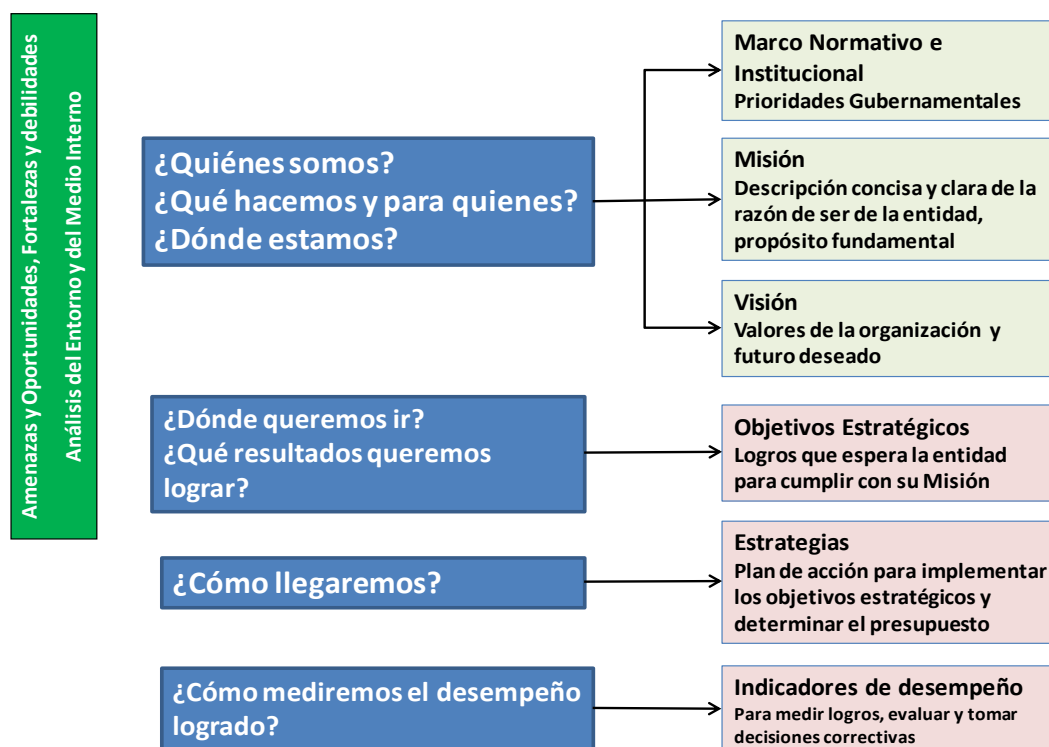 Amenazas y Oportunidades, Fortalezas y debilidades
Análisis del Entorno y del Medio Interno
¿Quiénes somos?
¿Qué hacemos y para quienes?
¿Dónde estamos?
Marco Normativo e
Institucional
Prioridades Gubernamentales
Misión
Descripción concisa y clara de la
razón de ser de la entidad,
propósito fundamental
Visión
Valores de la organización y
futuro deseado
¿Dónde queremos ir?
¿Qué resultados queremos
lograr?
Objetivos Estratégicos
Logros que espera la entidad
para cumplir con su Misión
¿Cómo llegaremos?
Estrategias
Plan de acción para implementar
los objetivos estratégicos y
determinar el presupuesto
¿Cómo mediremos el desempeño
logrado?
Indicadores de desempeño
Para medir logros, evaluar y tomar
decisiones correctivas